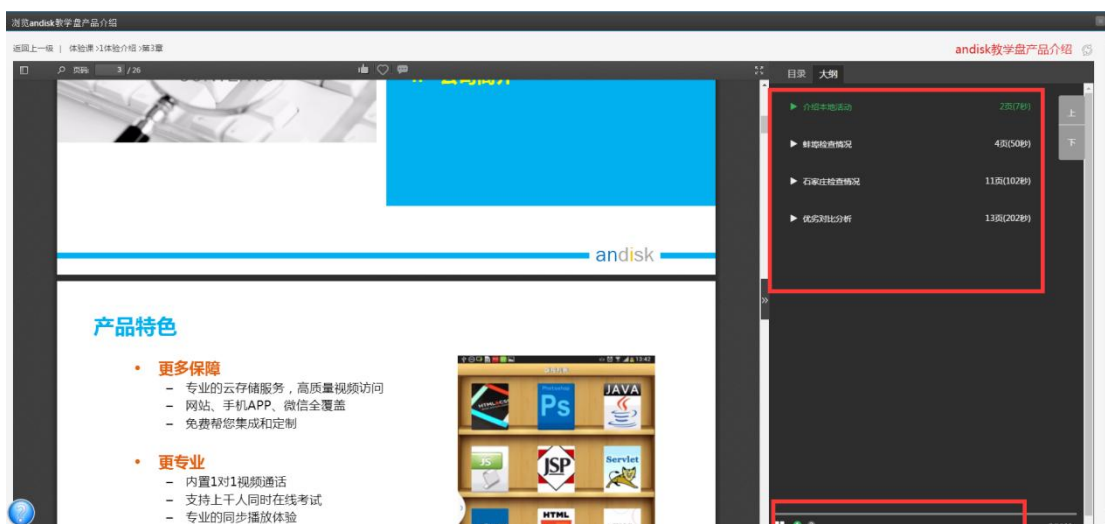 浏览andisk教学盘产品介绍
返回上一级 | 体验课 >1体验介绍 >第3章
andisk教学盘产品介绍
页码: 3 / 26
目录 大纲
介绍本地活动 2页(7秒)
上
蚌埠检查情况 4页(50秒)
下
石家庄检查情况 11页(102秒)
优劣对比分析 13页(202秒)
andisk
产品特色
• 更多保障
– 专业的云存储服务，高质量视频访问
– 网站、手机APP、微信全覆盖
– 免费帮您集成和定制
• 更专业
– 内置1对1视频通话
– 支持上千人同时在线考试
– 专业的同步播放体验
13:42
HTML+CSS
Photoshop
Ps
JAVA
JS
JSP
Servlet
HTML